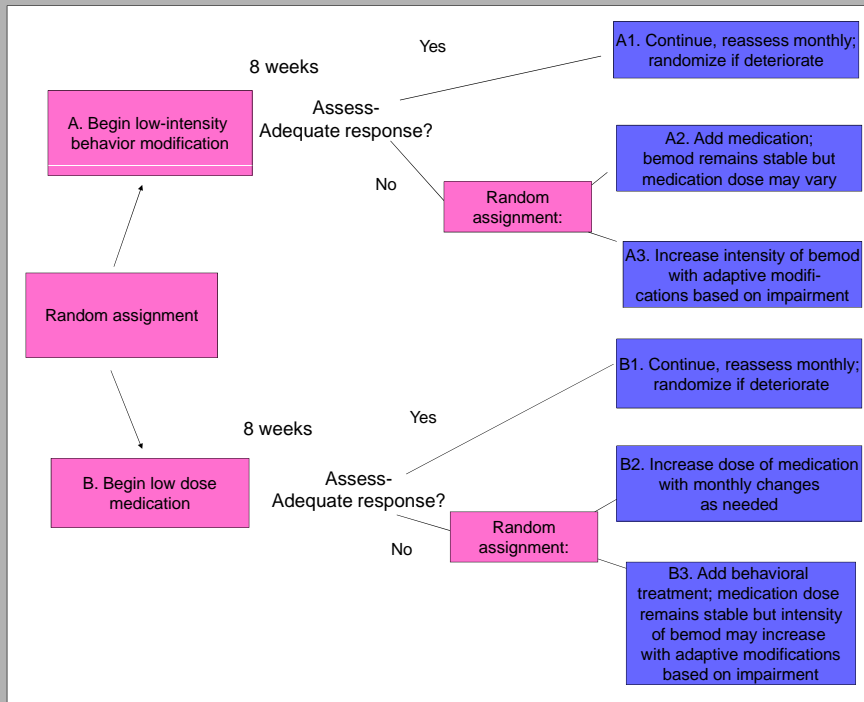 Yes
A1. Continue, reassess monthly;
randomize if deteriorate
8 weeks
A. Begin low-intensity
behavior modification
Assess-
Adequate response?
A2. Add medication;
bemod remains stable but
medication dose may vary
No
Random
assignment:
A3. Increase intensity of bemod
with adaptive modifi-
cations based on impairment
Random assignment
B1. Continue, reassess monthly;
randomize if deteriorate
Yes
8 weeks
B. Begin low dose
medication
Assess-
Adequate response?
B2. Increase dose of medication
with monthly changes
as needed
No
Random
assignment:
B3. Add behavioral
treatment; medication dose
remains stable but intensity
of bemod may increase
with adaptive modifications
based on impairment